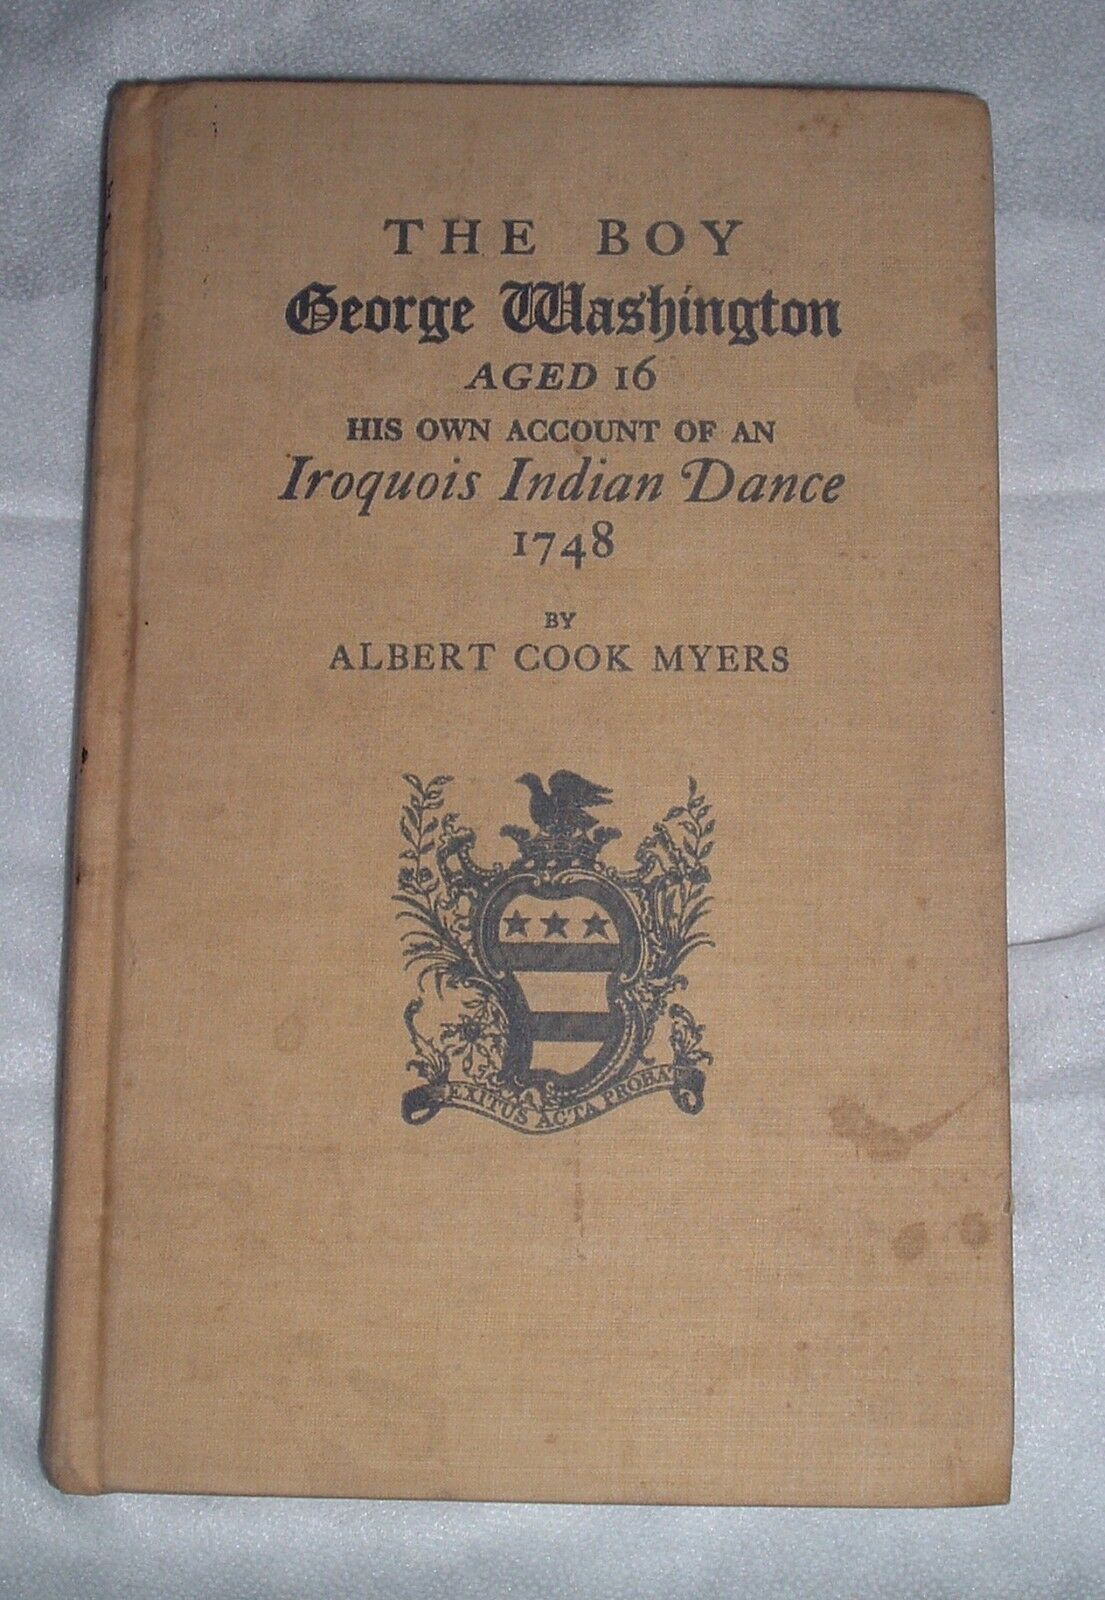 THE BOY
George Washington
AGED 16
HIS OWN ACCOUNT OF AN
Iroquois Indian Dance
1748
BY
ALBERT COOK MYERS
EXITUS ACTA PROBAT